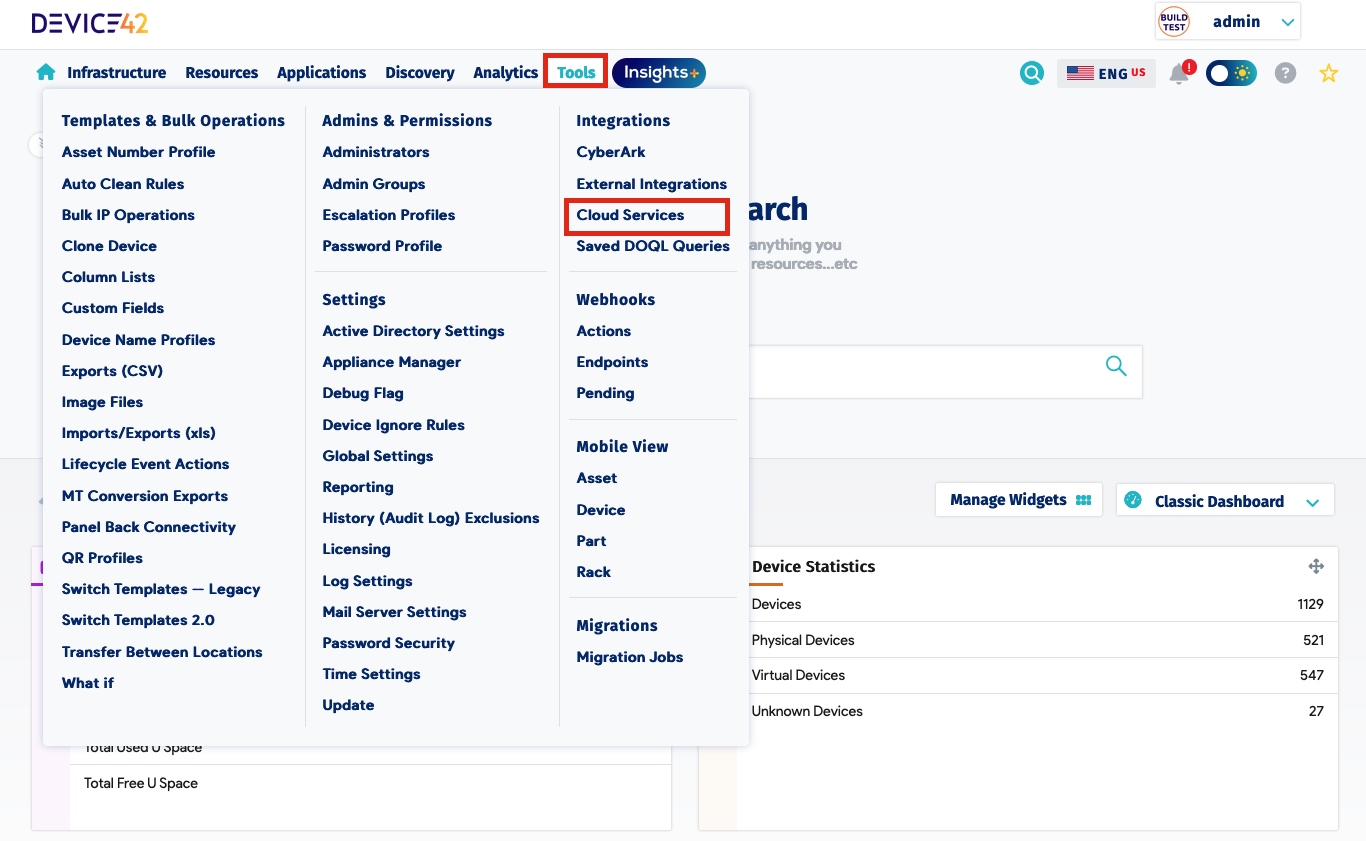 DEVICE42
BUILD
TEST
admin
Infrastructure
Resources
Applications
Discovery
Analytics
Tools
Insights+
ENG US
!
?
Templates & Bulk Operations
Asset Number Profile
Auto Clean Rules
Bulk IP Operations
Clone Device
Column Lists
Custom Fields
Device Name Profiles
Exports (CSV)
Image Files
Imports/Exports (xls)
Lifecycle Event Actions
MT Conversion Exports
Panel Back Connectivity
QR Profiles
Switch Templates — Legacy
Switch Templates 2.0
Transfer Between Locations
What if
Admins & Permissions
Administrators
Admin Groups
Escalation Profiles
Password Profile
Settings
Active Directory Settings
Appliance Manager
Debug Flag
Device Ignore Rules
Global Settings
Reporting
History (Audit Log) Exclusions
Licensing
Log Settings
Mail Server Settings
Password Security
Time Settings
Update
Integrations
CyberArk
External Integrations
Cloud Services
Saved DOQL Queries
Webhooks
Actions
Endpoints
Pending
Mobile View
Asset
Device
Part
Rack
Migrations
Migration Jobs
arch
anything you
resources...etc
Manage Widgets
Classic Dashboard
Device Statistics
Devices 1129
Physical Devices 521
Virtual Devices 547
Unknown Devices 27
Total Used U Space
Total Free U Space